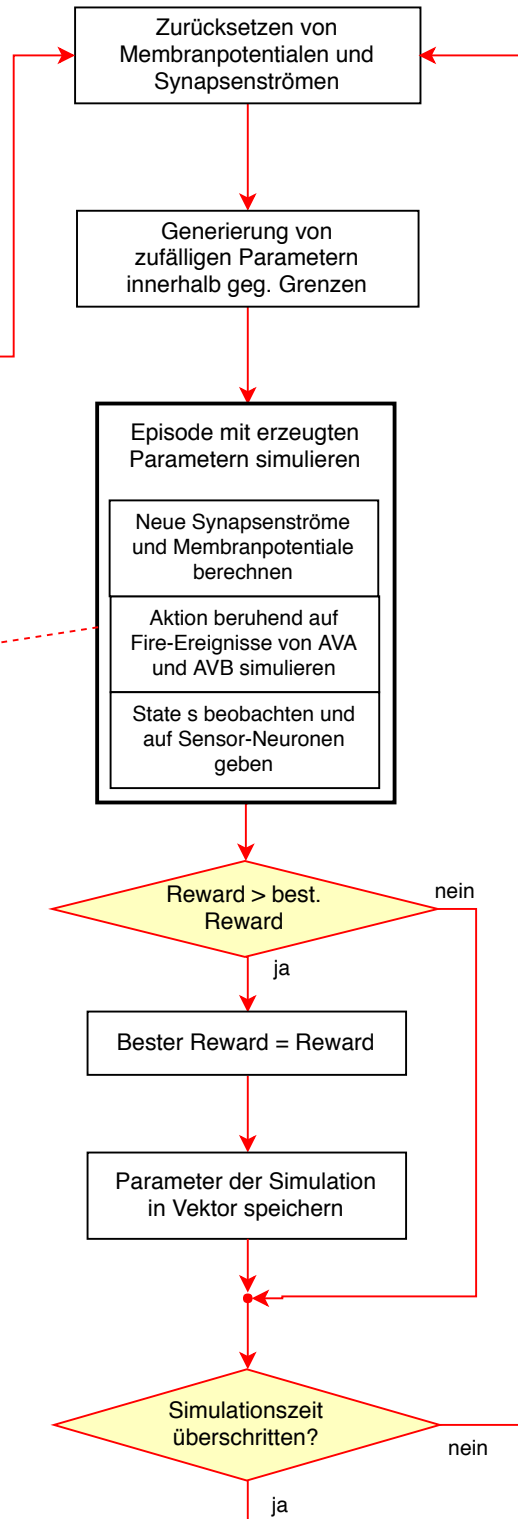 Zurücksetzen von
Membranpotentialen und
Synapsenströmen
Generierung von
zufälligen Parametern
innerhalb geg. Grenzen
Episode mit erzeugten
Parametern simulieren
Neue Synapsenströme
und Membranpotentiale
berechnen
Aktion beruhend auf
Fire-Ereignisse von AVA
und AVB simulieren
State s beobachten und
auf Sensor-Neuronen
geben
Reward > best.
Reward
nein
ja
Bester Reward = Reward
Parameter der Simulation
in Vektor speichern
Simulationszeit
überschritten?
nein
ja